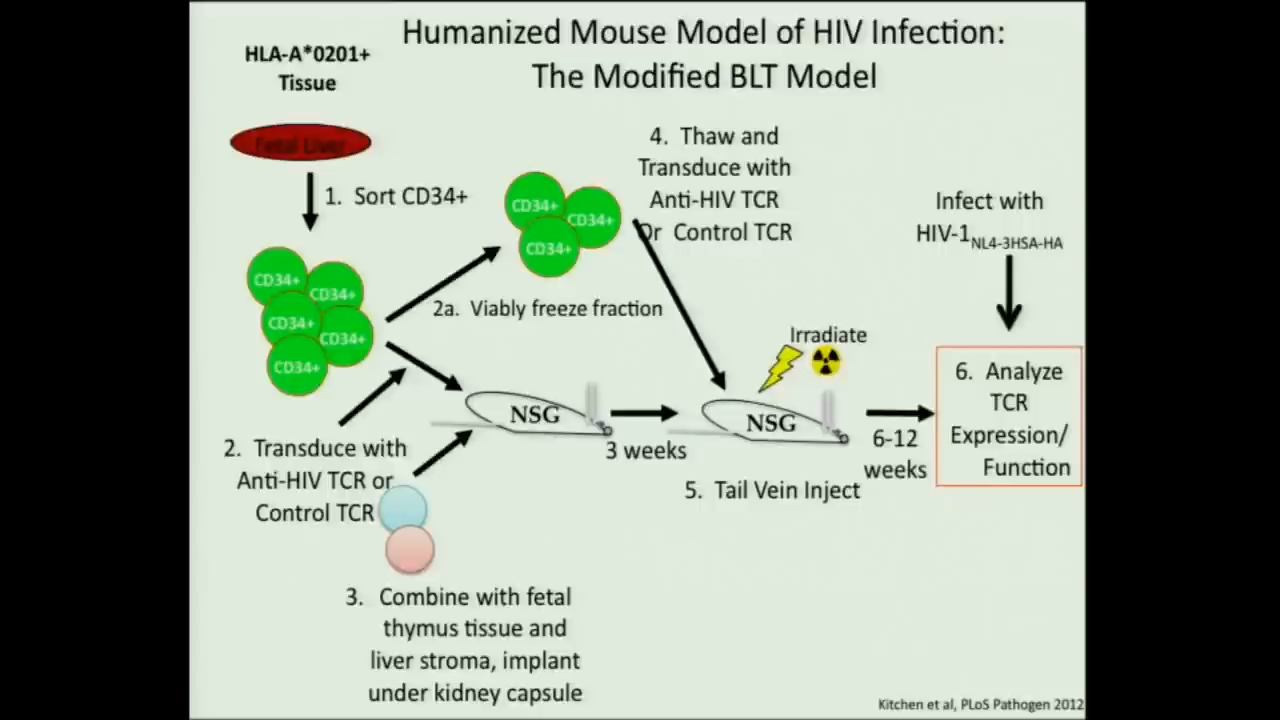 Humanized Mouse Model of HIV Infection:
The Modified BLT Model
HLA-A*0201+
Tissue
Fetal Liver
1. Sort CD34+
CD34+
CD34+
CD34+
CD34+
CD34+
CD34+
CD34+
CD34+
2a. Viably freeze fraction
4. Thaw and
Transduce with
Anti-HIV TCR
Or Control TCR
Infect with
HIV-1NL4-3HSA-HA
Irradiate
NSG
3 weeks
NSG
6-12
weeks
5. Tail Vein Inject
6. Analyze
TCR
Expression/
Function
2. Transduce with
Anti-HIV TCR or
Control TCR
3. Combine with fetal
thymus tissue and
liver stroma, implant
under kidney capsule
Kitchen et al, PLoS Pathogen 2012